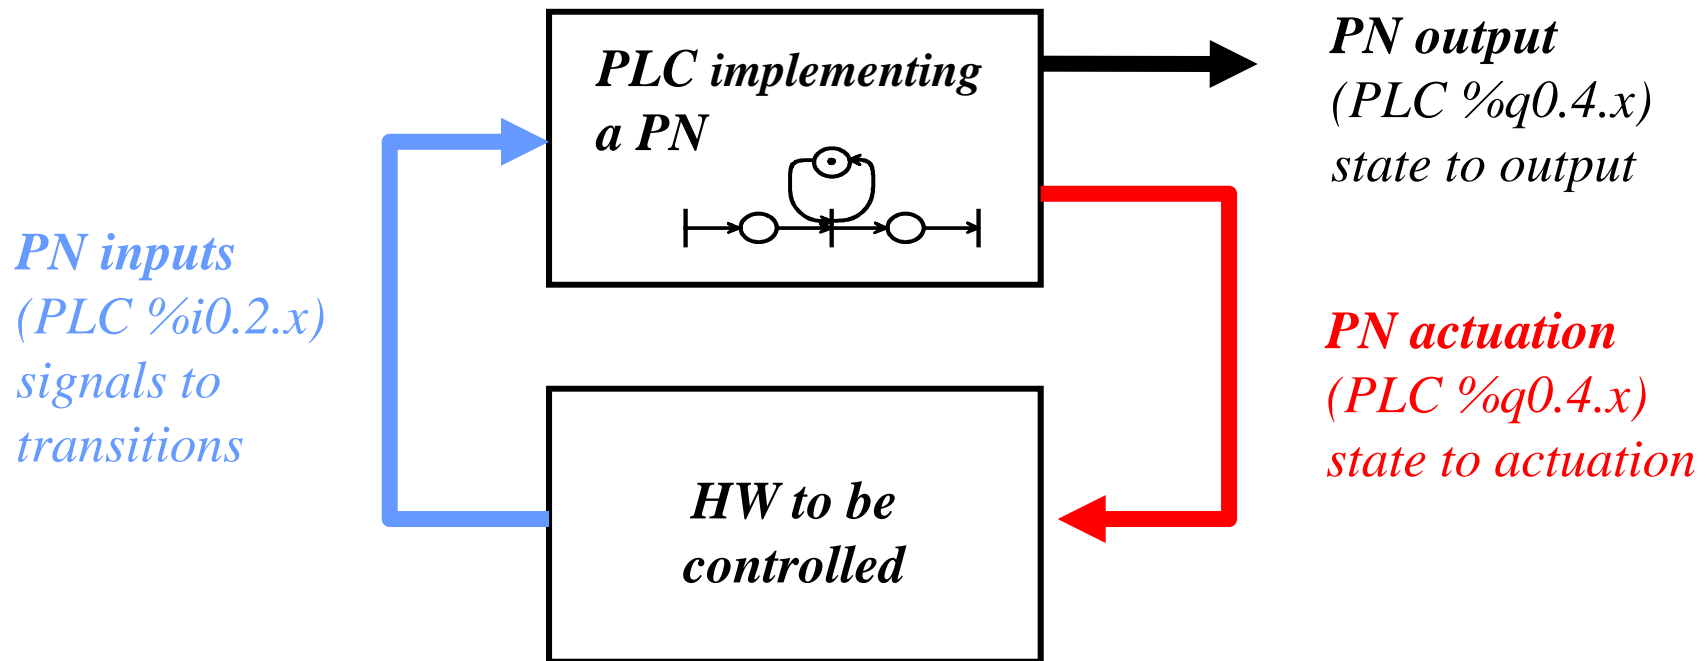 PLC implementing
a PN
PN output
(PLC %q0.4.x)
state to output
PN inputs
(PLC %i0.2.x)
signals to
transitions
PN actuation
(PLC %q0.4.x)
state to actuation
HW to be
controlled